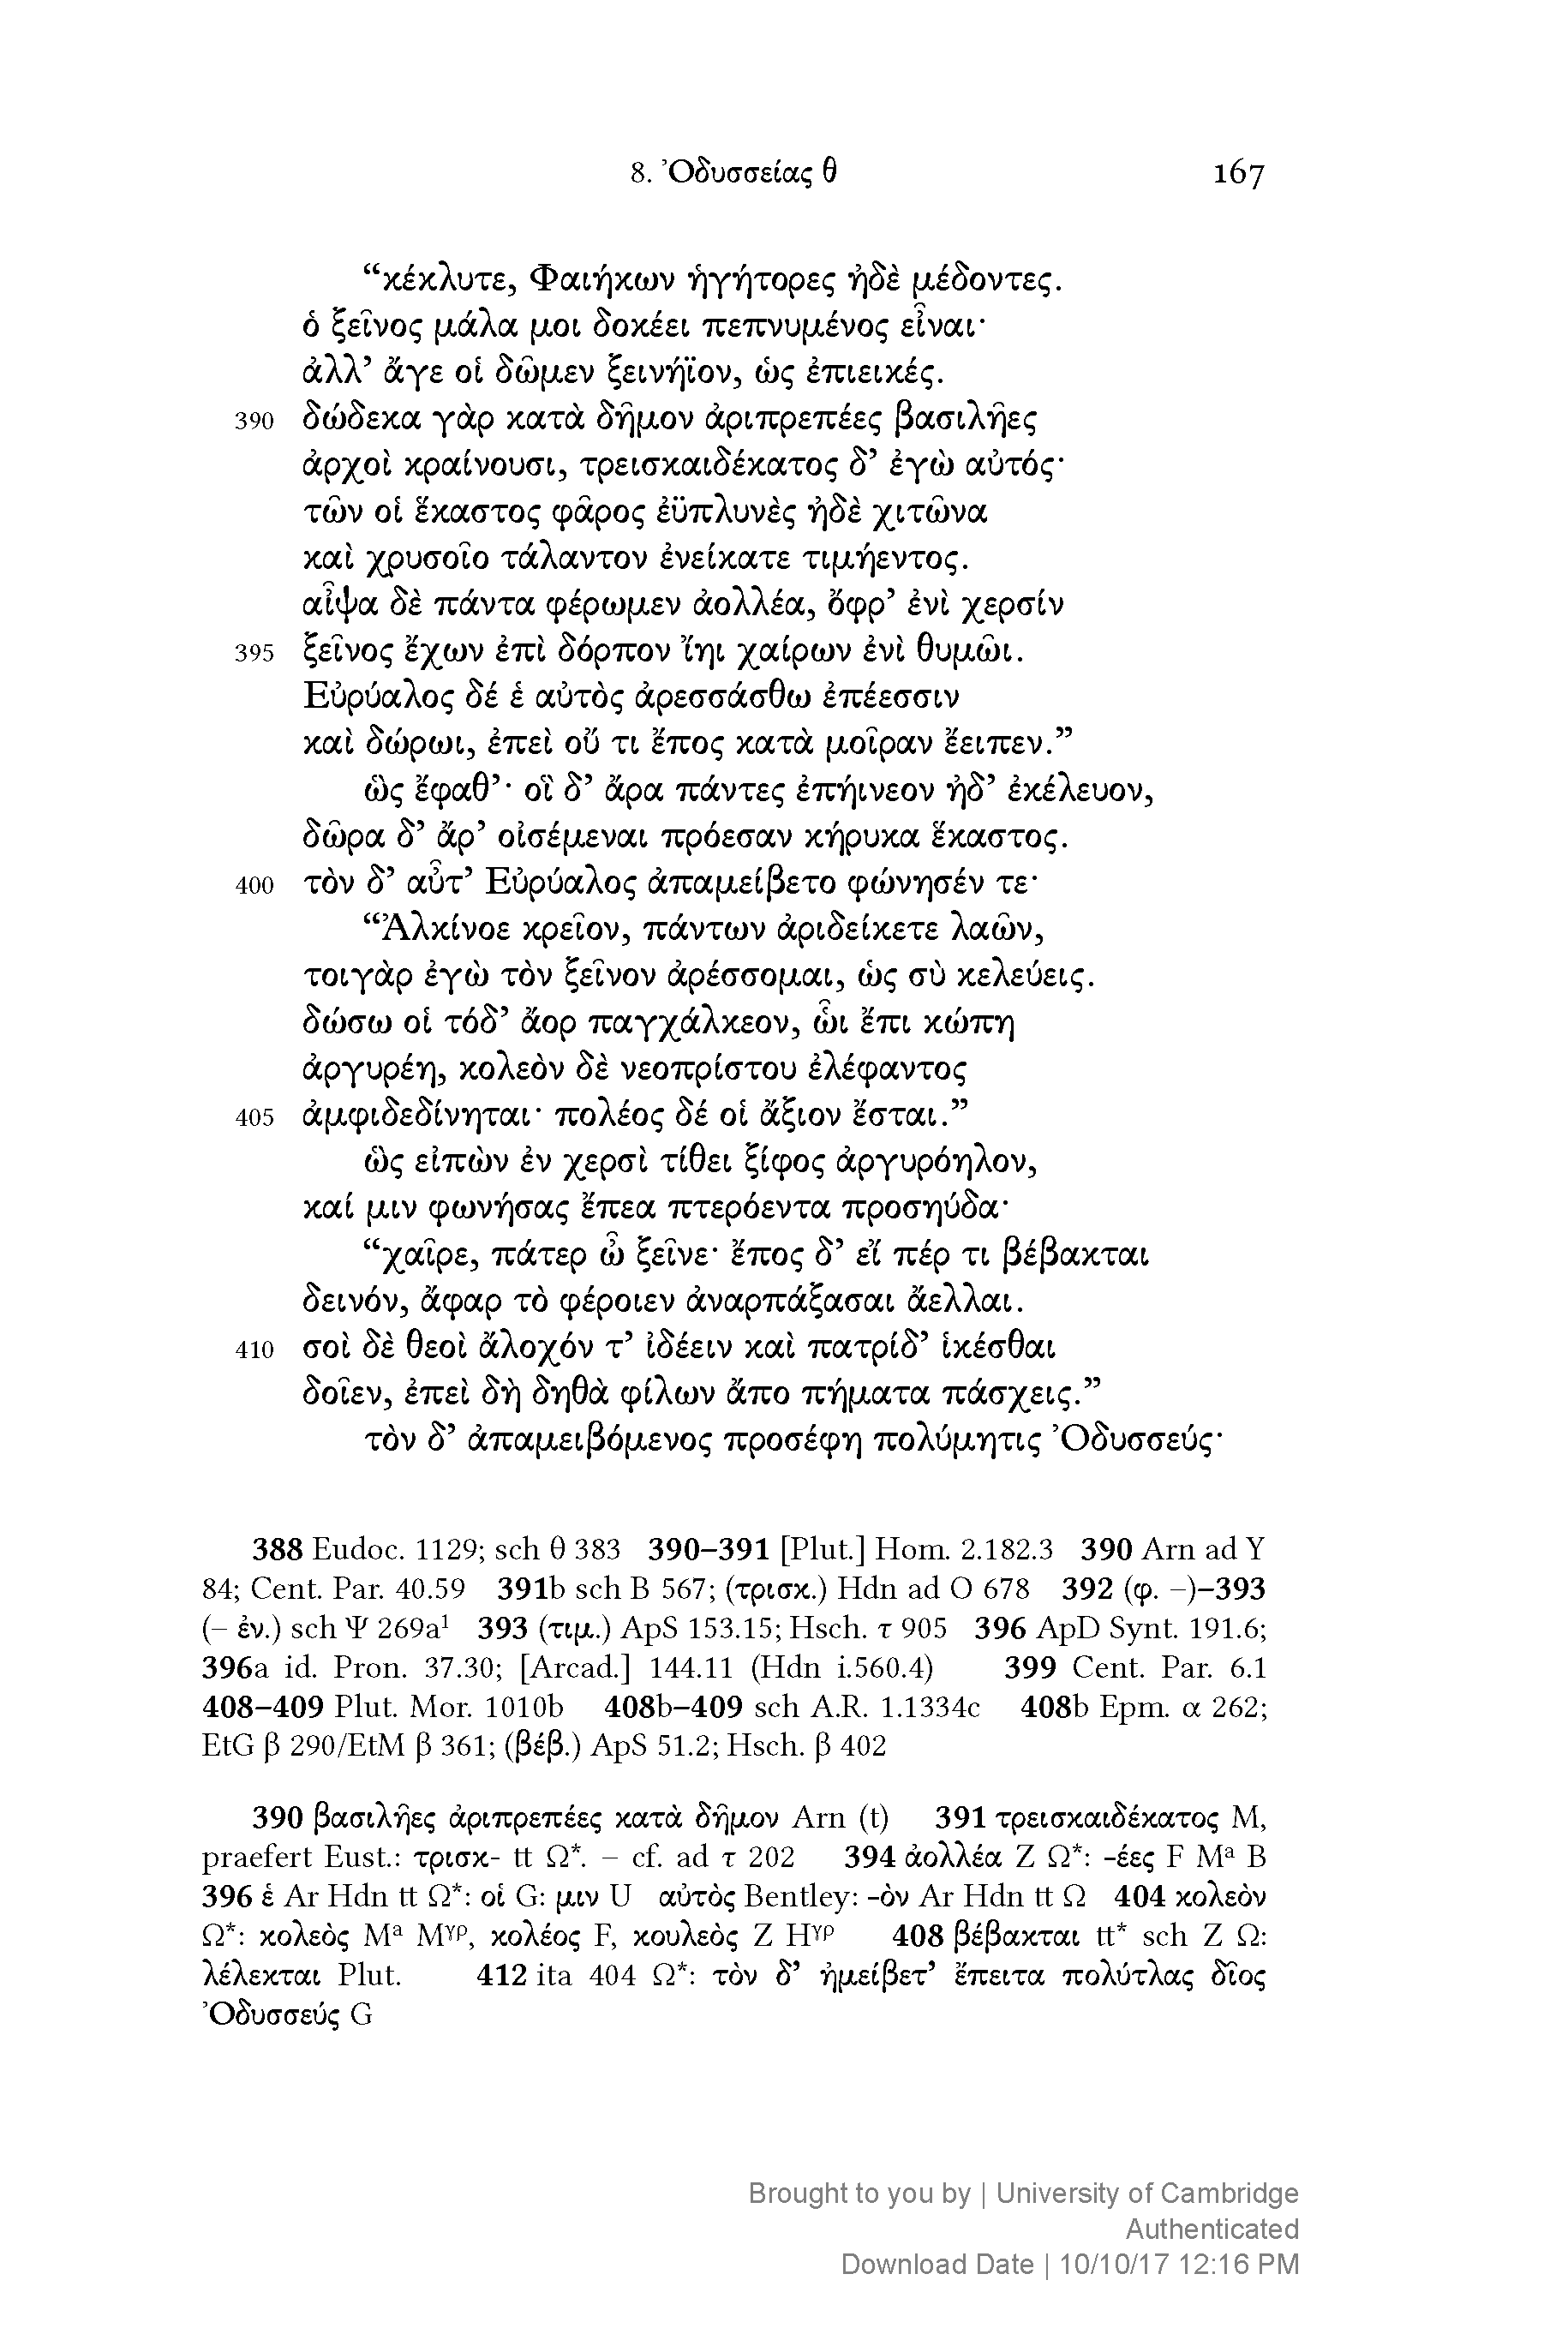 8. Ὀδυσσείας θ 167
“κέκλυτε, Φαιήκων ἡγήτορες ἠδὲ μέδοντες.
ὁ ξεῖνος μάλα μοι δοκέει πεπνυμένος εἶναι·
ἀλλ’ ἄγε οἱ δῶμεν ξεινήϊον, ὡς ἐπιεικές.
390 δώδεκα γὰρ κατὰ δῆμον ἀριπρεπέες βασιλῆες
ἀρχοὶ κραίνουσι, τρεισκαιδέκατος δ’ ἐγὼ αὐτός·
τῶν οἱ ἕκαστος φᾶρος ἐϋπλυνὲς ἠδὲ χιτῶνα
καὶ χρυσοῖο τάλαντον ἐνείκατε τιμήεντος.
αἶψα δὲ πάντα φέρωμεν ἀολλέα, ὄφρ’ ἐνὶ χερσίν
395 ξεῖνος ἔχων ἐπὶ δόρπον ἴηι χαίρων ἐνὶ θυμῶι.
Εὐρύαλος δέ ἑ αὐτὸς ἀρεσσάσθω ἐπέεσσιν
καὶ δώρωι, ἐπεὶ οὔ τι ἔπος κατὰ μοῖραν ἔειπεν.”
ὣς ἔφαθ’· οἳ δ’ ἄρα πάντες ἐπήινεον ἠδ’ ἐκέλευον,
δῶρα δ’ ἄρ’ οἰσέμεναι πρόεσαν κήρυκα ἕκαστος.
400 τὸν δ’ αὖτ’ Εὐρύαλος ἀπαμείβετο φώνησέν τε·
“Ἀλκίνοε κρεῖον, πάντων ἀριδείκετε λαῶν,
τοιγὰρ ἐγὼ τὸν ξεῖνον ἀρέσσομαι, ὡς σὺ κελεύεις.
δώσω οἱ τόδ’ ἄορ παγχάλκεον, ὧι ἔπι κώπη
ἀργυρέη, κολεὸν δὲ νεοπρίστου ἐλέφαντος
405 ἀμφιδεδίνηται· πολέος δέ οἱ ἄξιον ἔσται.”
ὣς εἰπὼν ἐν χερσὶ τίθει ξίφος ἀργυρόηλον,
καί μιν φωνήσας ἔπεα πτερόεντα προσηύδα·
“χαῖρε, πάτερ ὦ ξεῖνε· ἔπος δ’ εἴ πέρ τι βέβακται
δεινόν, ἄφαρ τὸ φέροιεν ἀναρπάξασαι ἄελλαι.
410 σοὶ δὲ θεοὶ ἄλοχόν τ’ ἰδέειν καὶ πατρίδ’ ἱκέσθαι
δοῖεν, ἐπεὶ δὴ δηθὰ φίλων ἄπο πήματα πάσχεις.”
τὸν δ’ ἀπαμειβόμενος προσέφη πολύμητις Ὀδυσσεύς·
388 Eudoc. 1129; sch θ 383 390–391 [Plut.] Hom. 2.182.3 390 Arn ad Υ
84; Cent. Par. 40.59 391b sch Β 567; (τρισκ.) Hdn ad Ο 678 392 (φ. –)–393
(– ἐν.) sch Ψ 269a¹ 393 (τιμ.) ApS 153.15; Hsch. τ 905 396 ApD Synt. 191.6;
396a id. Pron. 37.30; [Arcad.] 144.11 (Hdn i.560.4) 399 Cent. Par. 6.1
408–409 Plut. Mor. 1010b 408b–409 sch A.R. 1.1334c 408b Epm. α 262;
EtG β 290/EtM β 361; (βέβ.) ApS 51.2; Hsch. β 402
390 βασιλῆες ἀριπρεπέες κατὰ δῆμον Arn (t) 391 τρεισκαιδέκατος M,
praefert Eust.: τρισκ- tt Ω*. – cf. ad τ 202 394 ἀολλέα Z Ω*: -έες F Mᵃ B
396 ἑ Ar Hdn tt Ω*: οἱ G: μιν U αὐτὸς Bentley: -ὸν Ar Hdn tt Ω 404 κολεὸν
Ω*: κολεὸς Mᵃ Mᵞᵖ, κολέος F, κουλεὸς Z Hᵞᵖ 408 βέβακται tt* sch Z Ω:
λέλεκται Plut. 412 ita 404 Ω*: τὸν δ’ ἠμείβετ’ ἔπειτα πολύτλας δῖος
Ὀδυσσεύς G
Brought to you by | University of Cambridge
Authenticated
Download Date | 10/10/17 12:16 PM